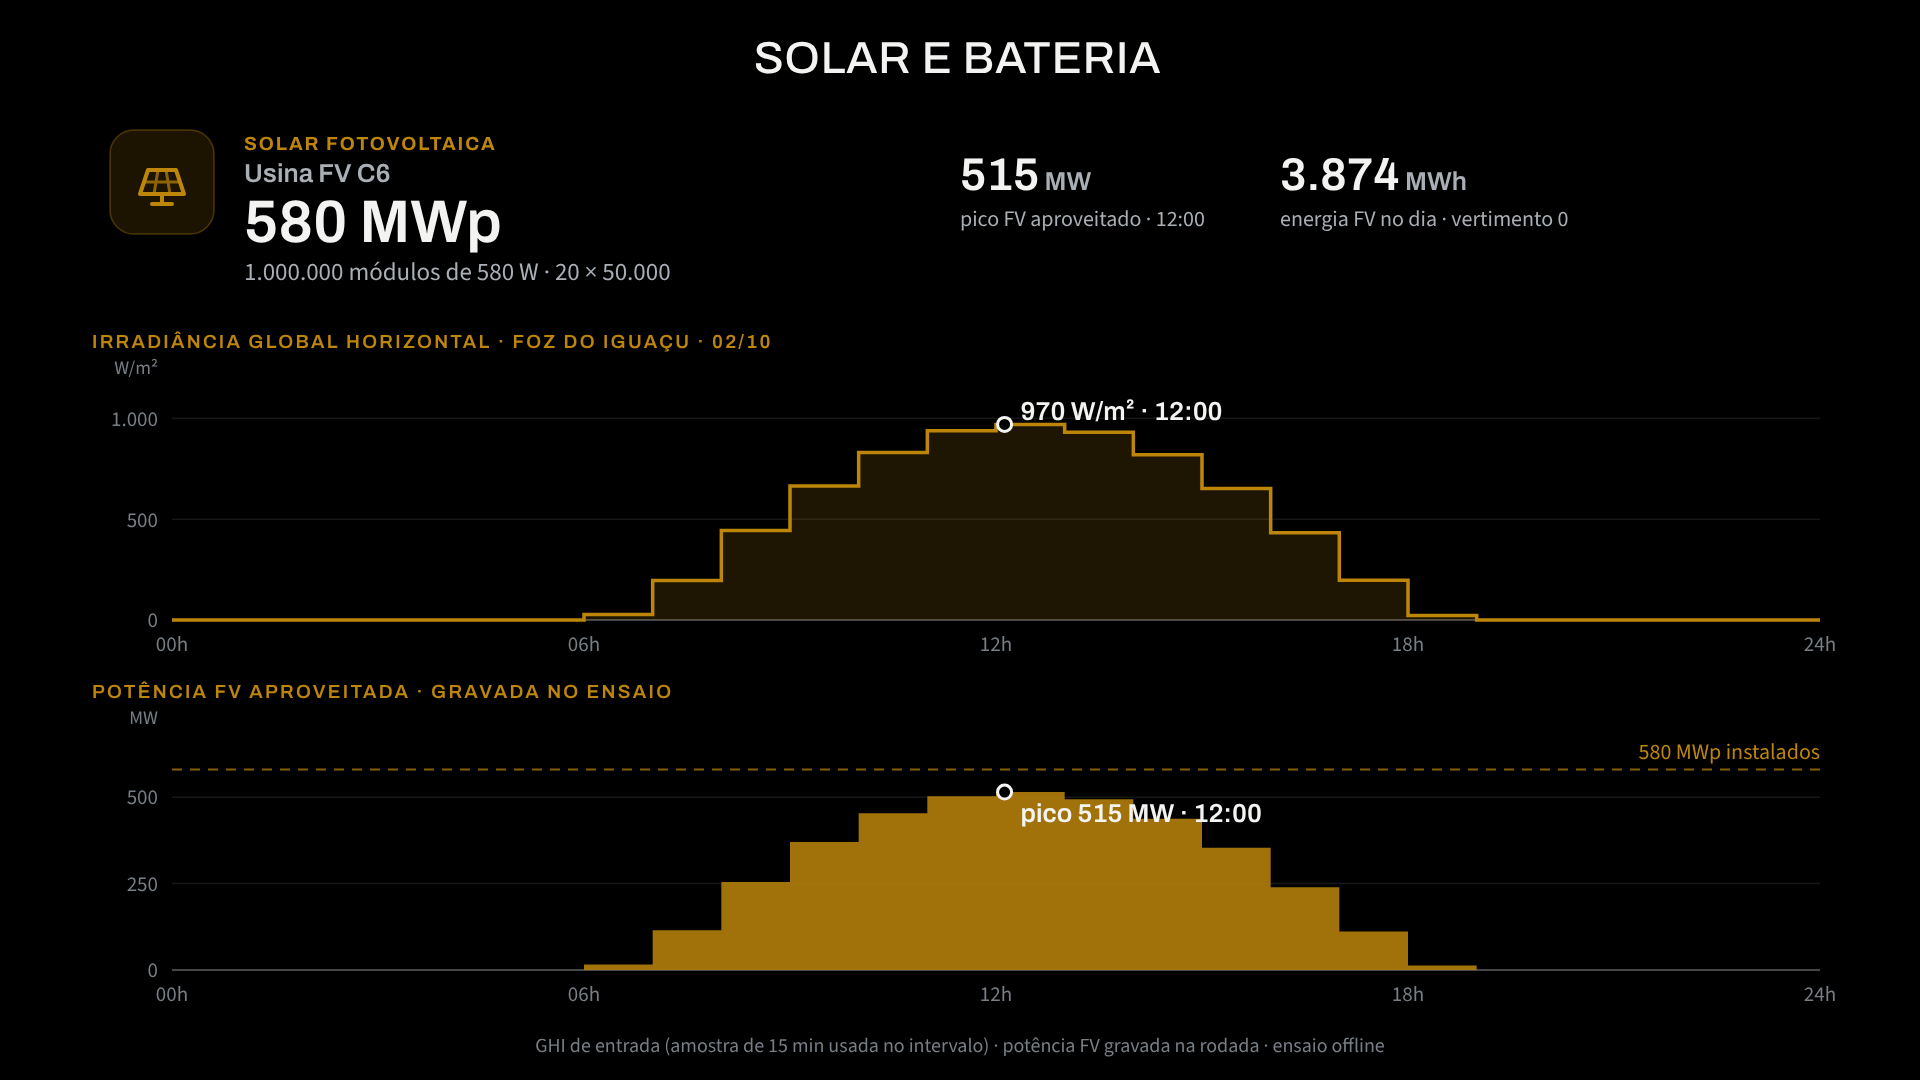 SOLAR E BATERIA
SOLAR FOTOVOLTAICA
Usina FV C6
580 MWp
1.000.000 módulos de 580 W · 20 × 50.000
515 MW
pico FV aproveitado · 12:00
3.874 MWh
energia FV no dia · vertimento 0
IRRADIÂNCIA GLOBAL HORIZONTAL · FOZ DO IGUAÇU · 02/10
W/m²
970 W/m² · 12:00
1.000
500
0
00h 06h 12h 18h 24h
POTÊNCIA FV APROVEITADA · GRAVADA NO ENSAIO
MW
580 MWp instalados
500
pico 515 MW · 12:00
250
0
00h 06h 12h 18h 24h
GHI de entrada (amostra de 15 min usada no intervalo) · potência FV gravada na rodada · ensaio offline